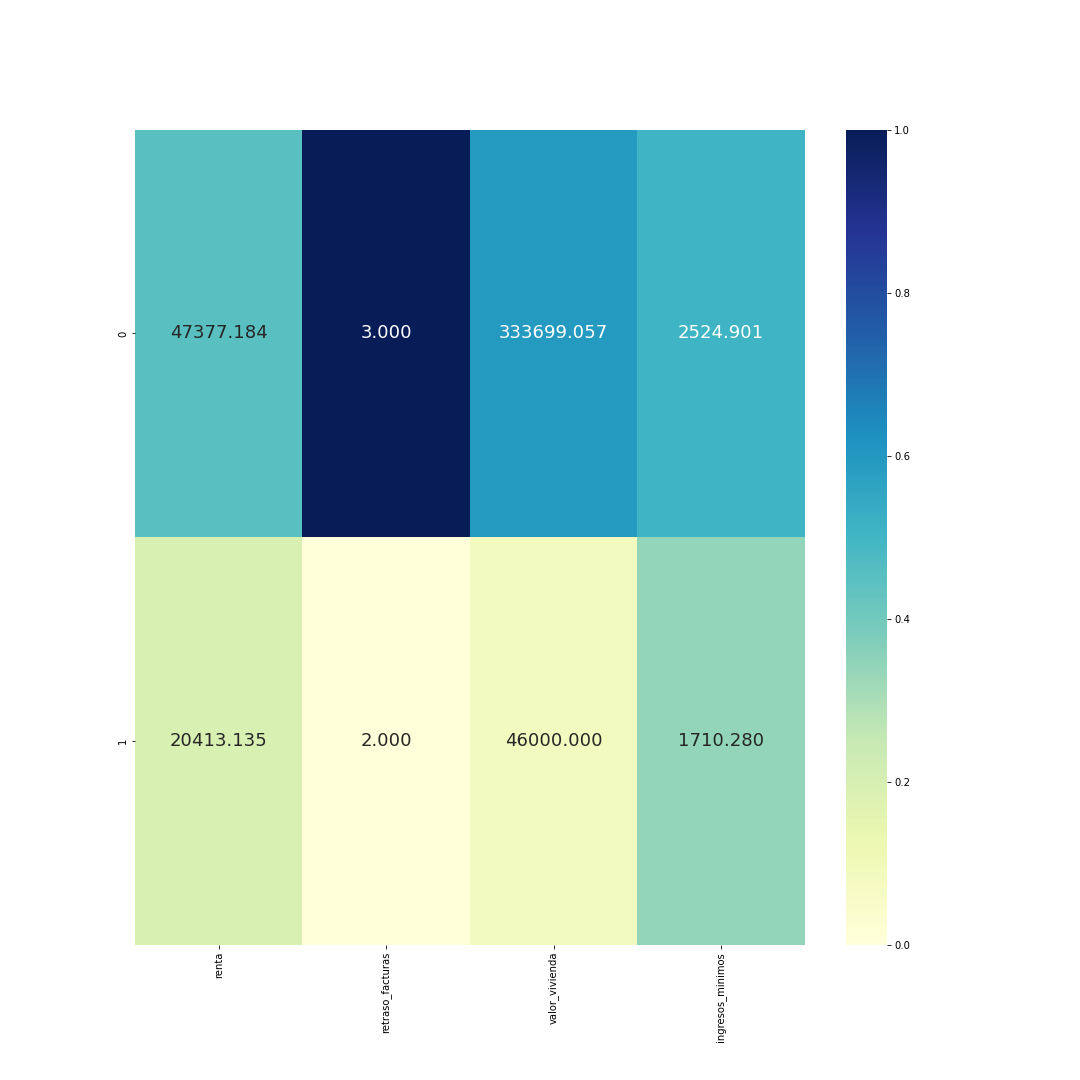 1.0
0.8
0.6
0.4
0.2
0.0
0
47377.184 3.000 333699.057 2524.901
1
20413.135 2.000 46000.000 1710.280
renta
retraso_facturas
valor_vivienda
ingresos_minimos